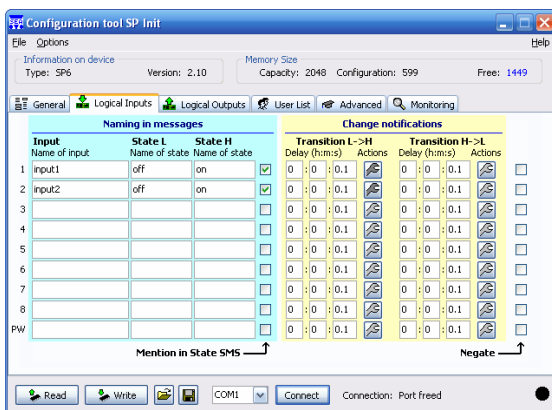 Configuration tool SP Init
File Options Help
Information on device Memory Size
Type: SP6 Version: 2.10 Capacity: 2048 Configuration: 599 Free: 1449
General Logical Inputs Logical Outputs User List Advanced Monitoring
Naming in messages Change notifications
Input State L State H Transition L->H Transition H->L
Name of input Name of state Name of state Delay (h:m:s) Actions Delay (h:m:s) Actions
1 input1 off on 0 :0 :0.1 0 :0 :0.1
2 input2 off on 0 :0 :0.1 0 :0 :0.1
3 0 :0 :0.1 0 :0 :0.1
4 0 :0 :0.1 0 :0 :0.1
5 0 :0 :0.1 0 :0 :0.1
6 0 :0 :0.1 0 :0 :0.1
7 0 :0 :0.1 0 :0 :0.1
8 0 :0 :0.1 0 :0 :0.1
PW 0 :0 :0.1 0 :0 :0.1
Mention in State SMS Negate
Read Write COM1 Connect Connection: Port freed